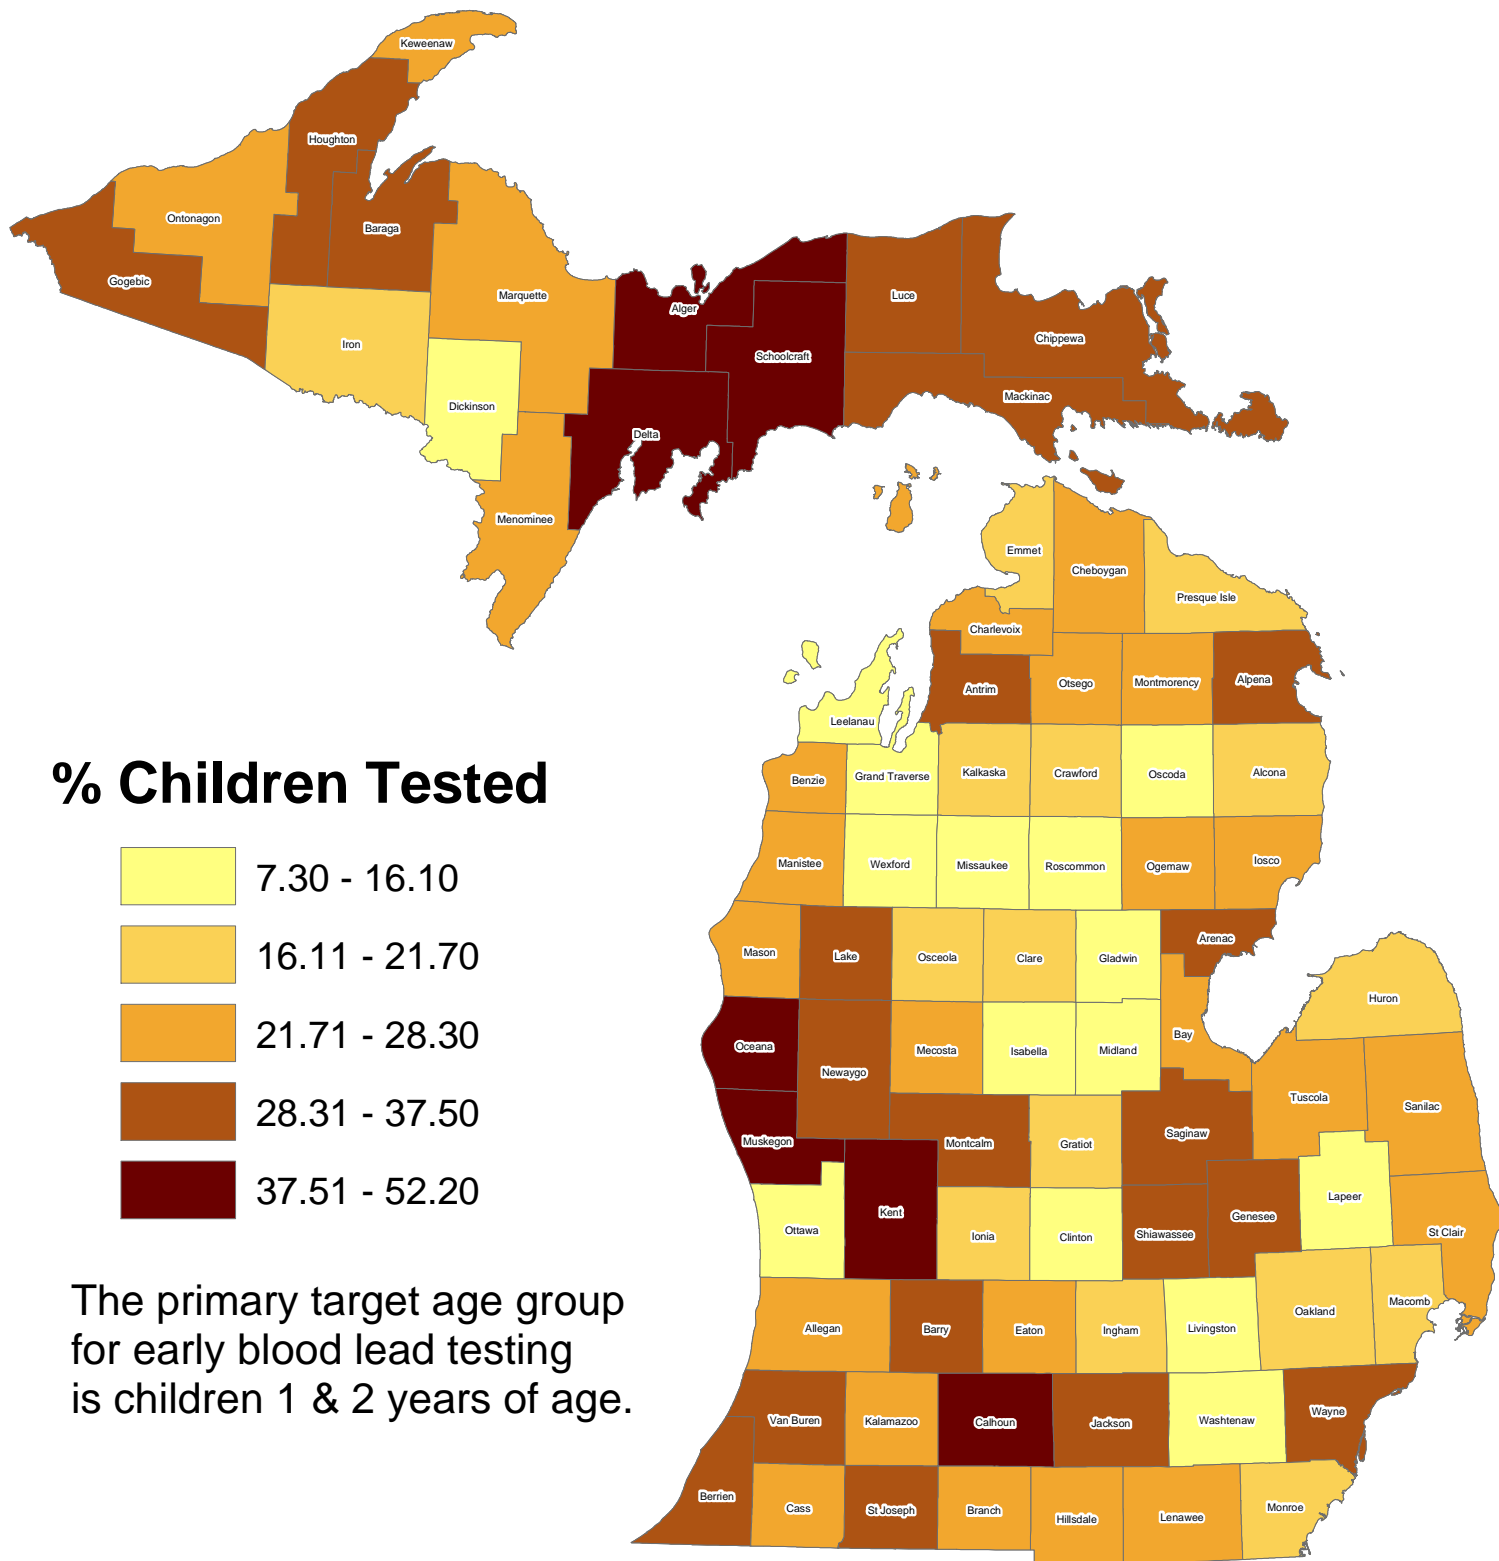 Keweenaw
Houghton
Ontonagon
Baraga
Gogebic
Marquette
Luce
Alger
Chippewa
Iron
Schoolcraft
Mackinac
Dickinson
Delta
Menominee
Emmet
Cheboygan
Presque Isle
Charlevoix
Antrim
Otsego
Montmorency
Alpena
Leelanau
% Children Tested
Benzie
Grand Traverse
Kalkaska
Crawford
Oscoda
Alcona
Manistee
Wexford
Missaukee
Roscommon
Ogemaw
Iosco
7.30 - 16.10
16.11 - 21.70
21.71 - 28.30
28.31 - 37.50
37.51 - 52.20
Mason
Lake
Osceola
Clare
Gladwin
Arenac
Huron
Oceana
Newaygo
Mecosta
Isabella
Midland
Bay
Tuscola
Sanilac
Muskegon
Montcalm
Gratiot
Saginaw
Lapeer
Ottawa
Kent
Ionia
Clinton
Shiawassee
Genesee
St Clair
The primary target age group
for early blood lead testing
is children 1 & 2 years of age.
Allegan
Barry
Eaton
Ingham
Livingston
Oakland
Macomb
Van Buren
Kalamazoo
Calhoun
Jackson
Washtenaw
Wayne
Berrien
Cass
St Joseph
Branch
Hillsdale
Lenawee
Monroe